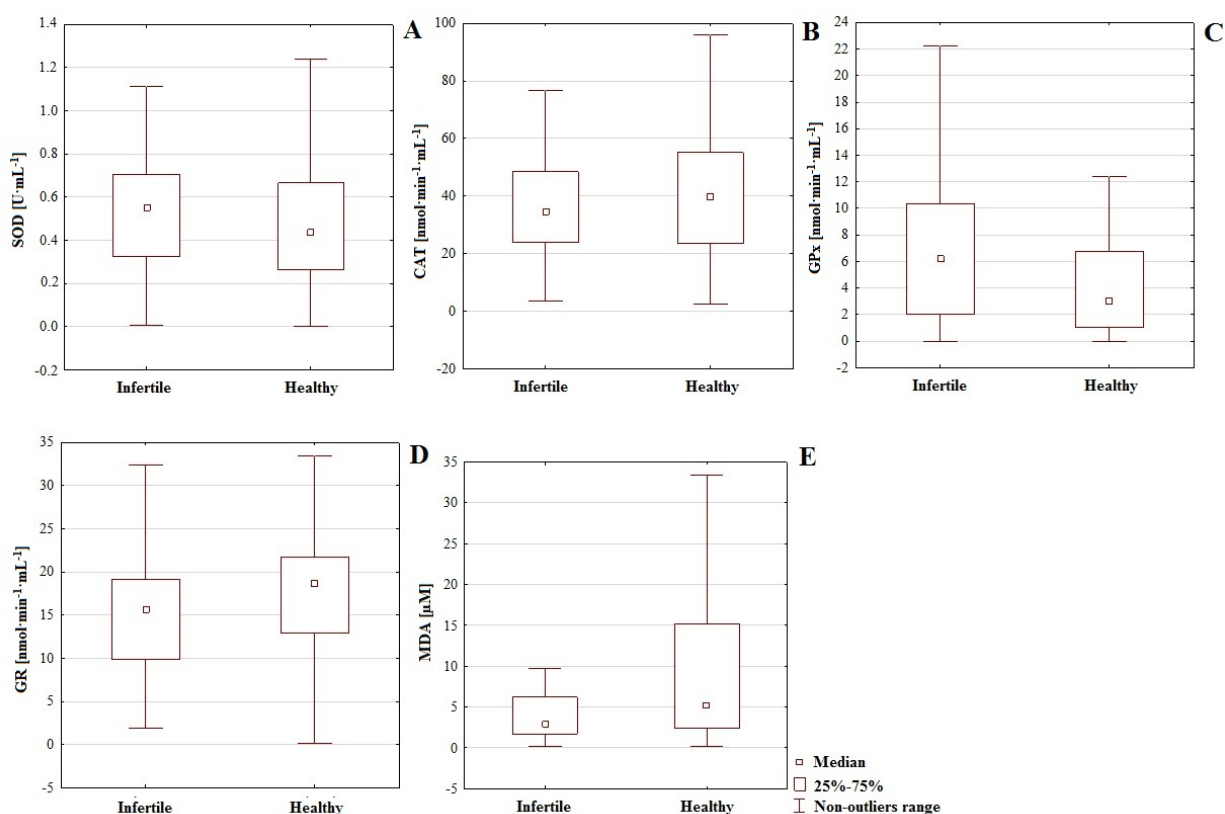 A
SOD [U·mL⁻¹]
1.4
1.2
1.0
0.8
0.6
0.4
0.2
0.0
-0.2
Infertile Healthy
B
CAT [nmol·min⁻¹·mL⁻¹]
100
80
60
40
20
0
-20
Infertile Healthy
C
GPx [nmol·min⁻¹·mL⁻¹]
24
22
20
18
16
14
12
10
8
6
4
2
0
-2
Infertile Healthy
D
GR [nmol·min⁻¹·mL⁻¹]
35
30
25
20
15
10
5
0
-5
Infertile Healthy
E
MDA [µM]
35
30
25
20
15
10
5
0
-5
Infertile Healthy
Median
25%-75%
Non-outliers range